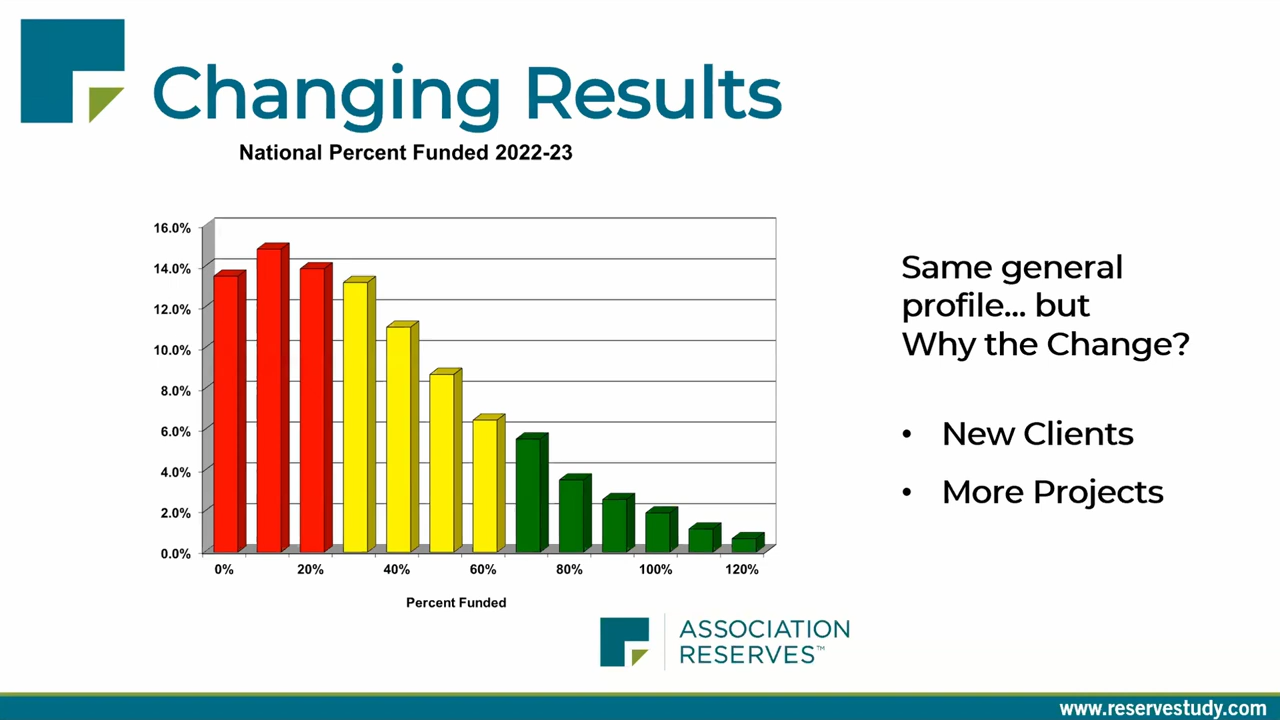 Changing Results
National Percent Funded 2022-23
16.0%
14.0%
12.0%
10.0%
8.0%
6.0%
4.0%
2.0%
0.0%
0% 20% 40% 60% 80% 100% 120%
Percent Funded
Same general
profile... but
Why the Change?
• New Clients
• More Projects
ASSOCIATION
RESERVES™
www.reservestudy.com